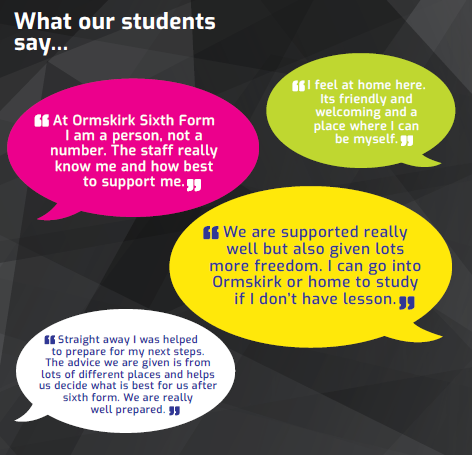 What our students
say...
“At Ormskirk Sixth Form
I am a person, not a
number. The staff really
know me and how best
to support me.”
“I feel at home here.
Its friendly and
welcoming and a
place where I can
be myself.”
“We are supported really
well but also given lots
more freedom. I can go into
Ormskirk or home to study
if I don't have lesson.”
“Straight away I was helped
to prepare for my next steps.
The advice we are given is from
lots of different places and helps
us decide what is best for us after
sixth form. We are really
well prepared.”